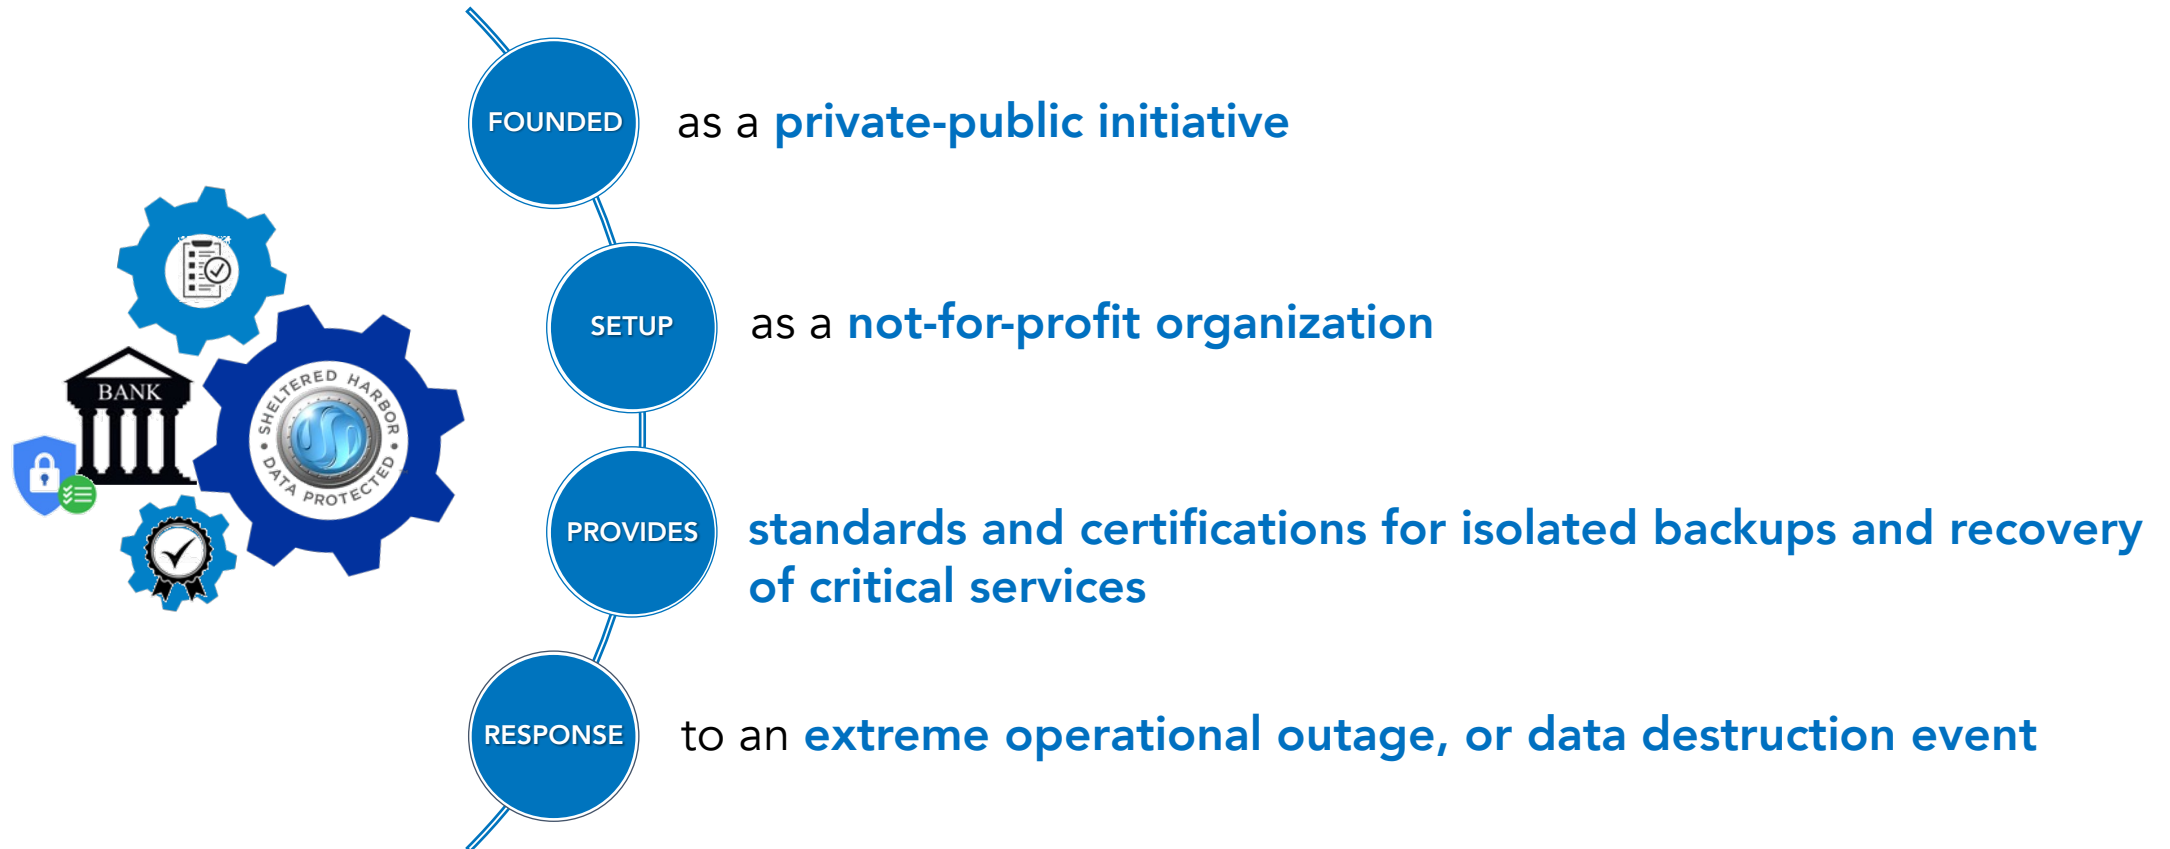 FOUNDED
as a private-public initiative
SETUP
as a not-for-profit organization
BANK
SHELTERED HARBOR
• DATA PROTECTED •
PROVIDES
standards and certifications for isolated backups and recovery
of critical services
RESPONSE
to an extreme operational outage, or data destruction event